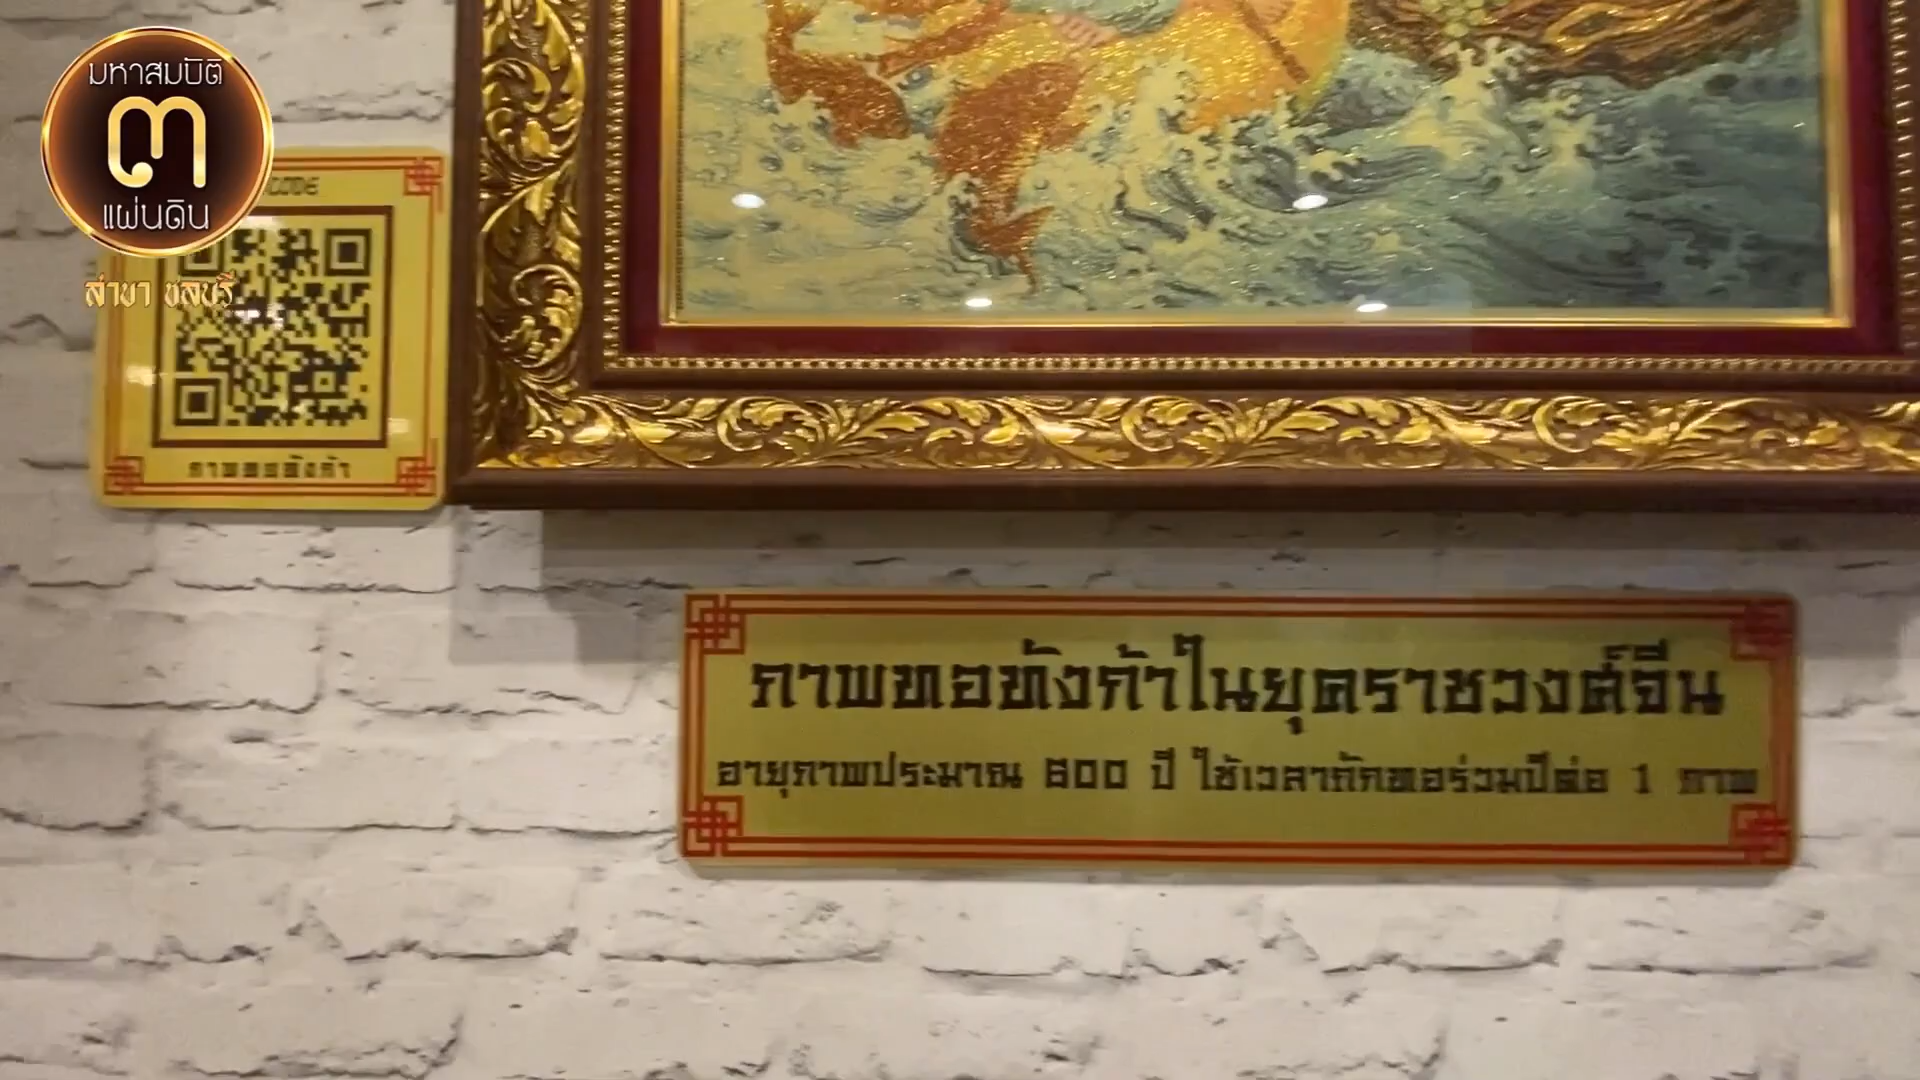 มหาสมบัติ
๓
แผ่นดิน
สาขา ชลบุรี
CODE
ภาพทอทังก้า
ภาพทอทังก้าในยุคราชวงศ์จีน
อายุภาพประมาณ 600 ปี ใช้เวลาถักทอร่วมปีต่อ 1 ภาพ